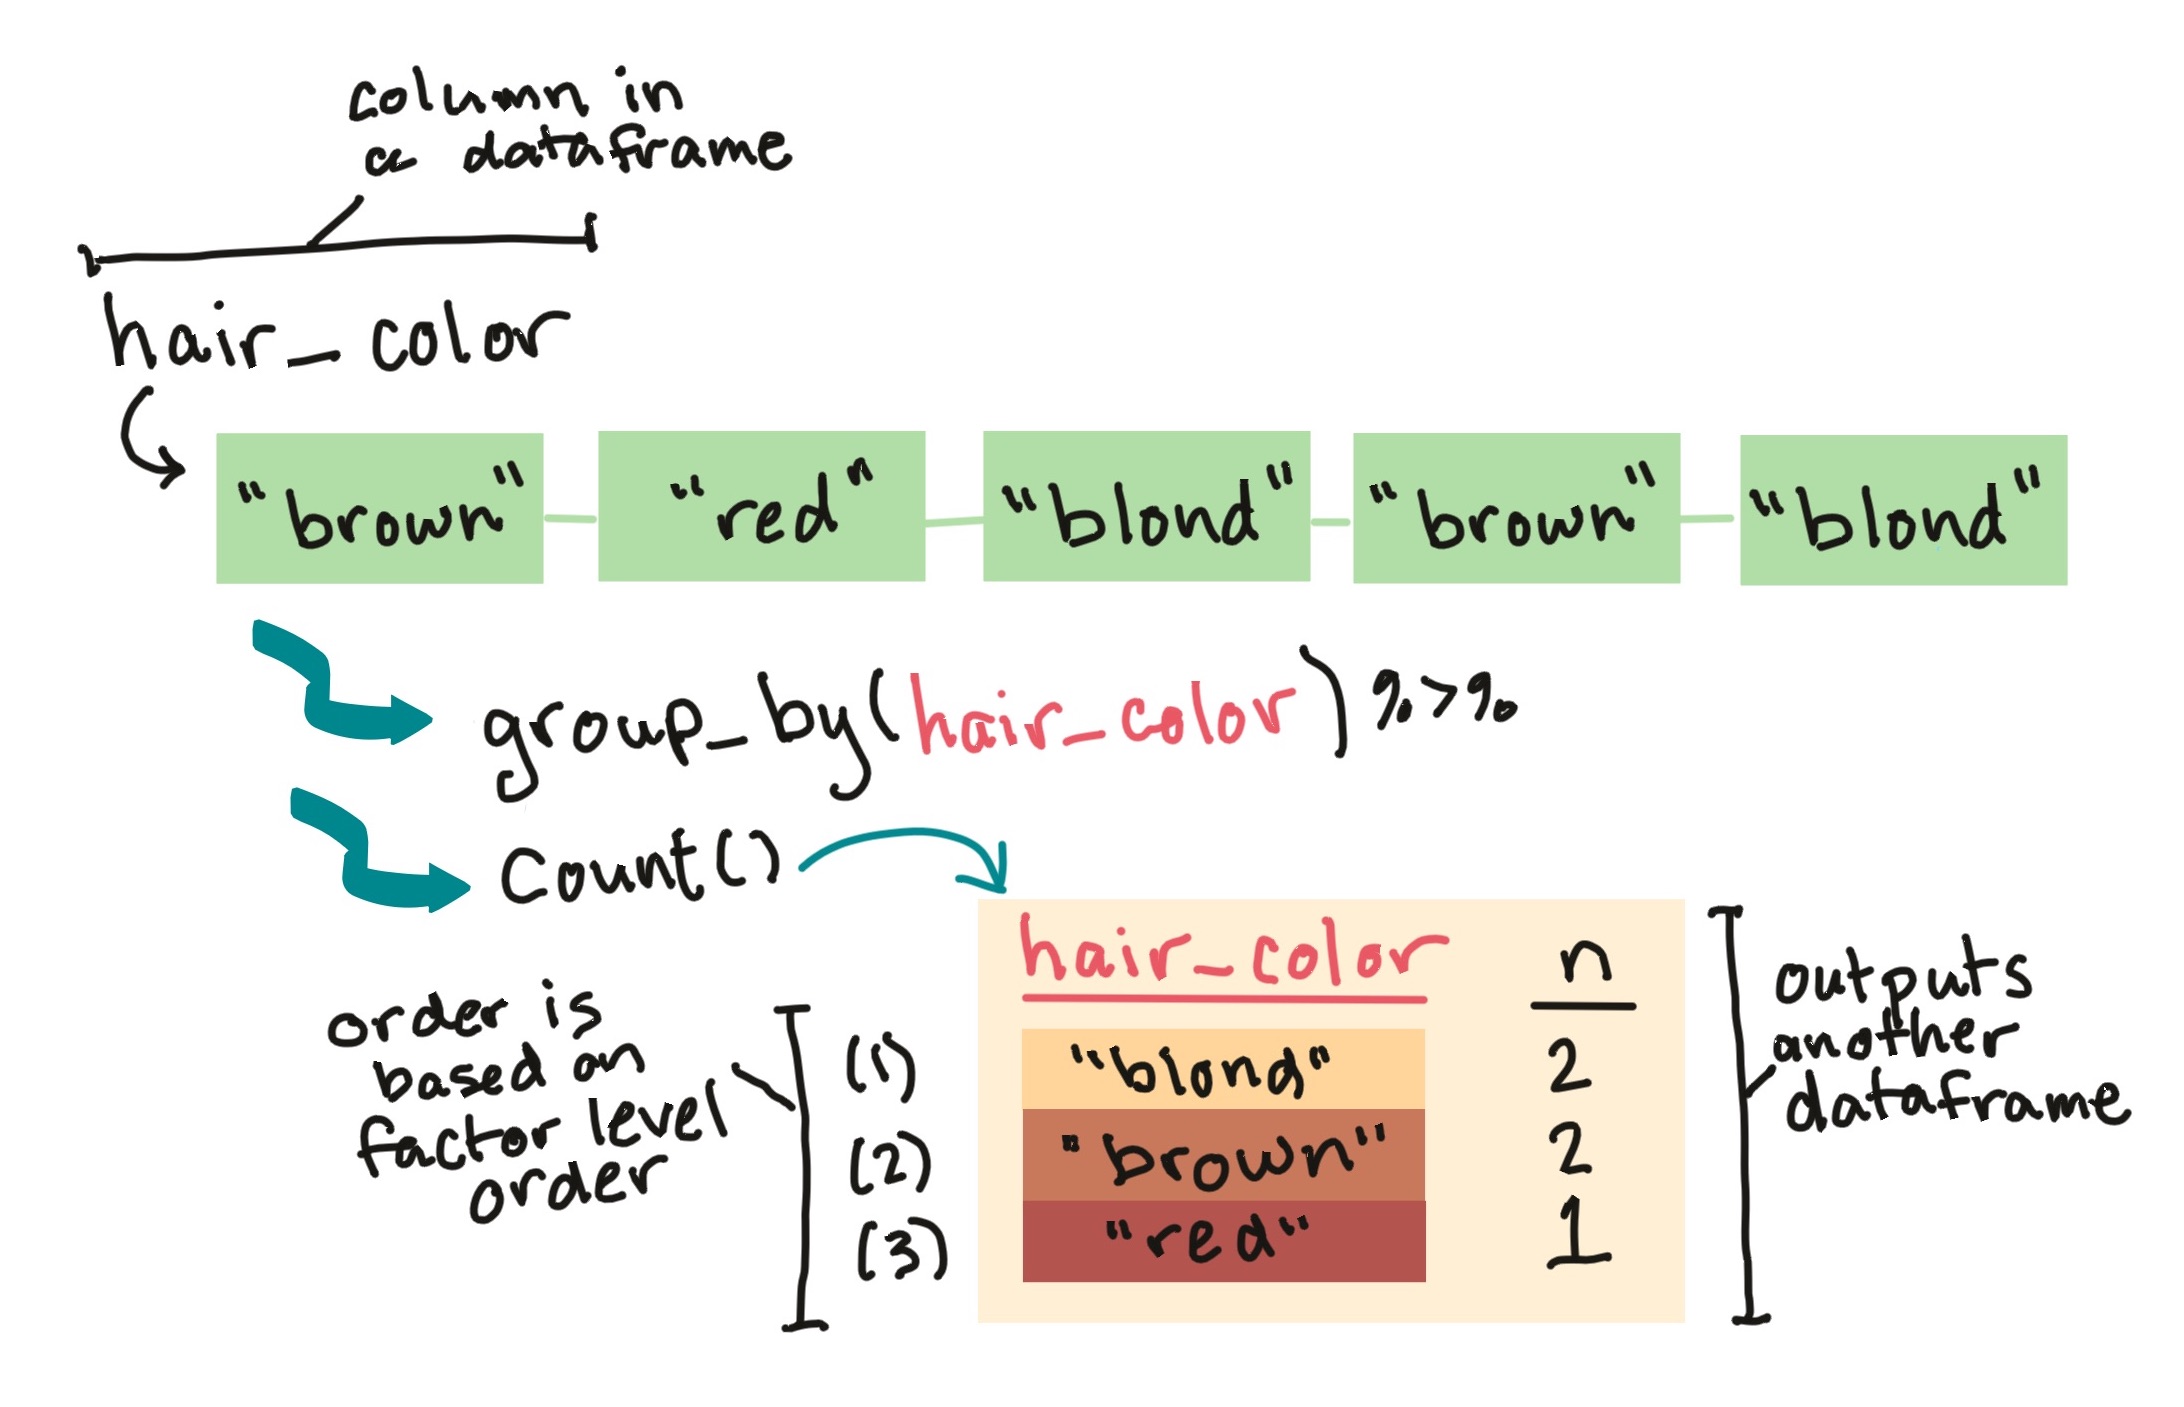 column in
a dataframe
hair_color
"brown" "red" "blond" "brown" "blond"
group_by(hair_color) %>%
count()
hair_color n
order is
based on
factor level
order
(1) "blond" 2
(2) "brown" 2
(3) "red" 1
outputs
another
dataframe